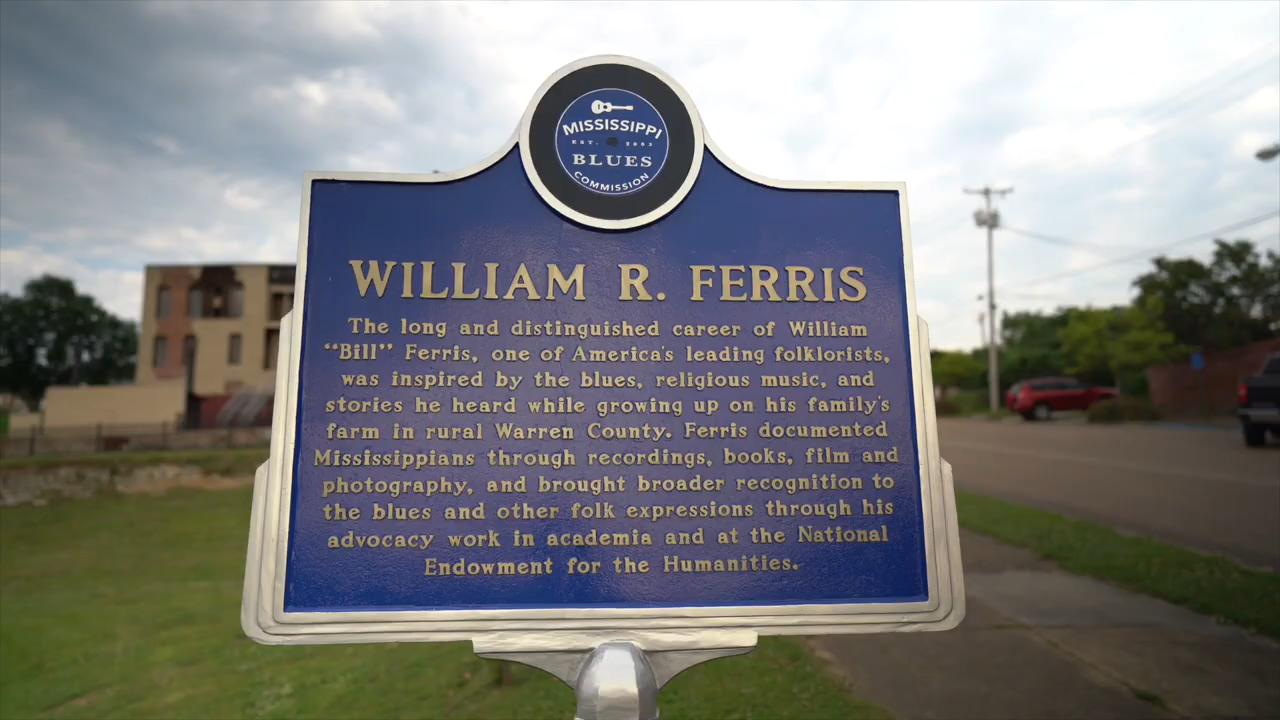 MISSISSIPPI
EST. 2003
BLUES
COMMISSION
WILLIAM R. FERRIS
The long and distinguished career of William
“Bill” Ferris, one of America's leading folklorists,
was inspired by the blues, religious music, and
stories he heard while growing up on his family's
farm in rural Warren County. Ferris documented
Mississippians through recordings, books, film and
photography, and brought broader recognition to
the blues and other folk expressions through his
advocacy work in academia and at the National
Endowment for the Humanities.